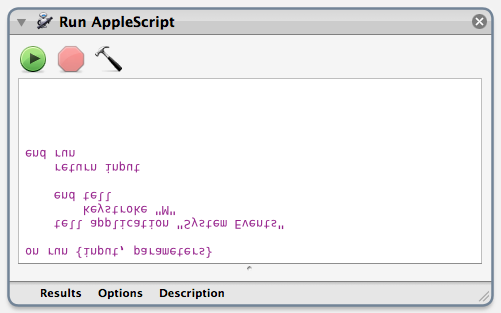 Run AppleScript
on run {input, parameters}
tell application "System Events"
keystroke "W"
end tell
return input
end run
Results Options Description